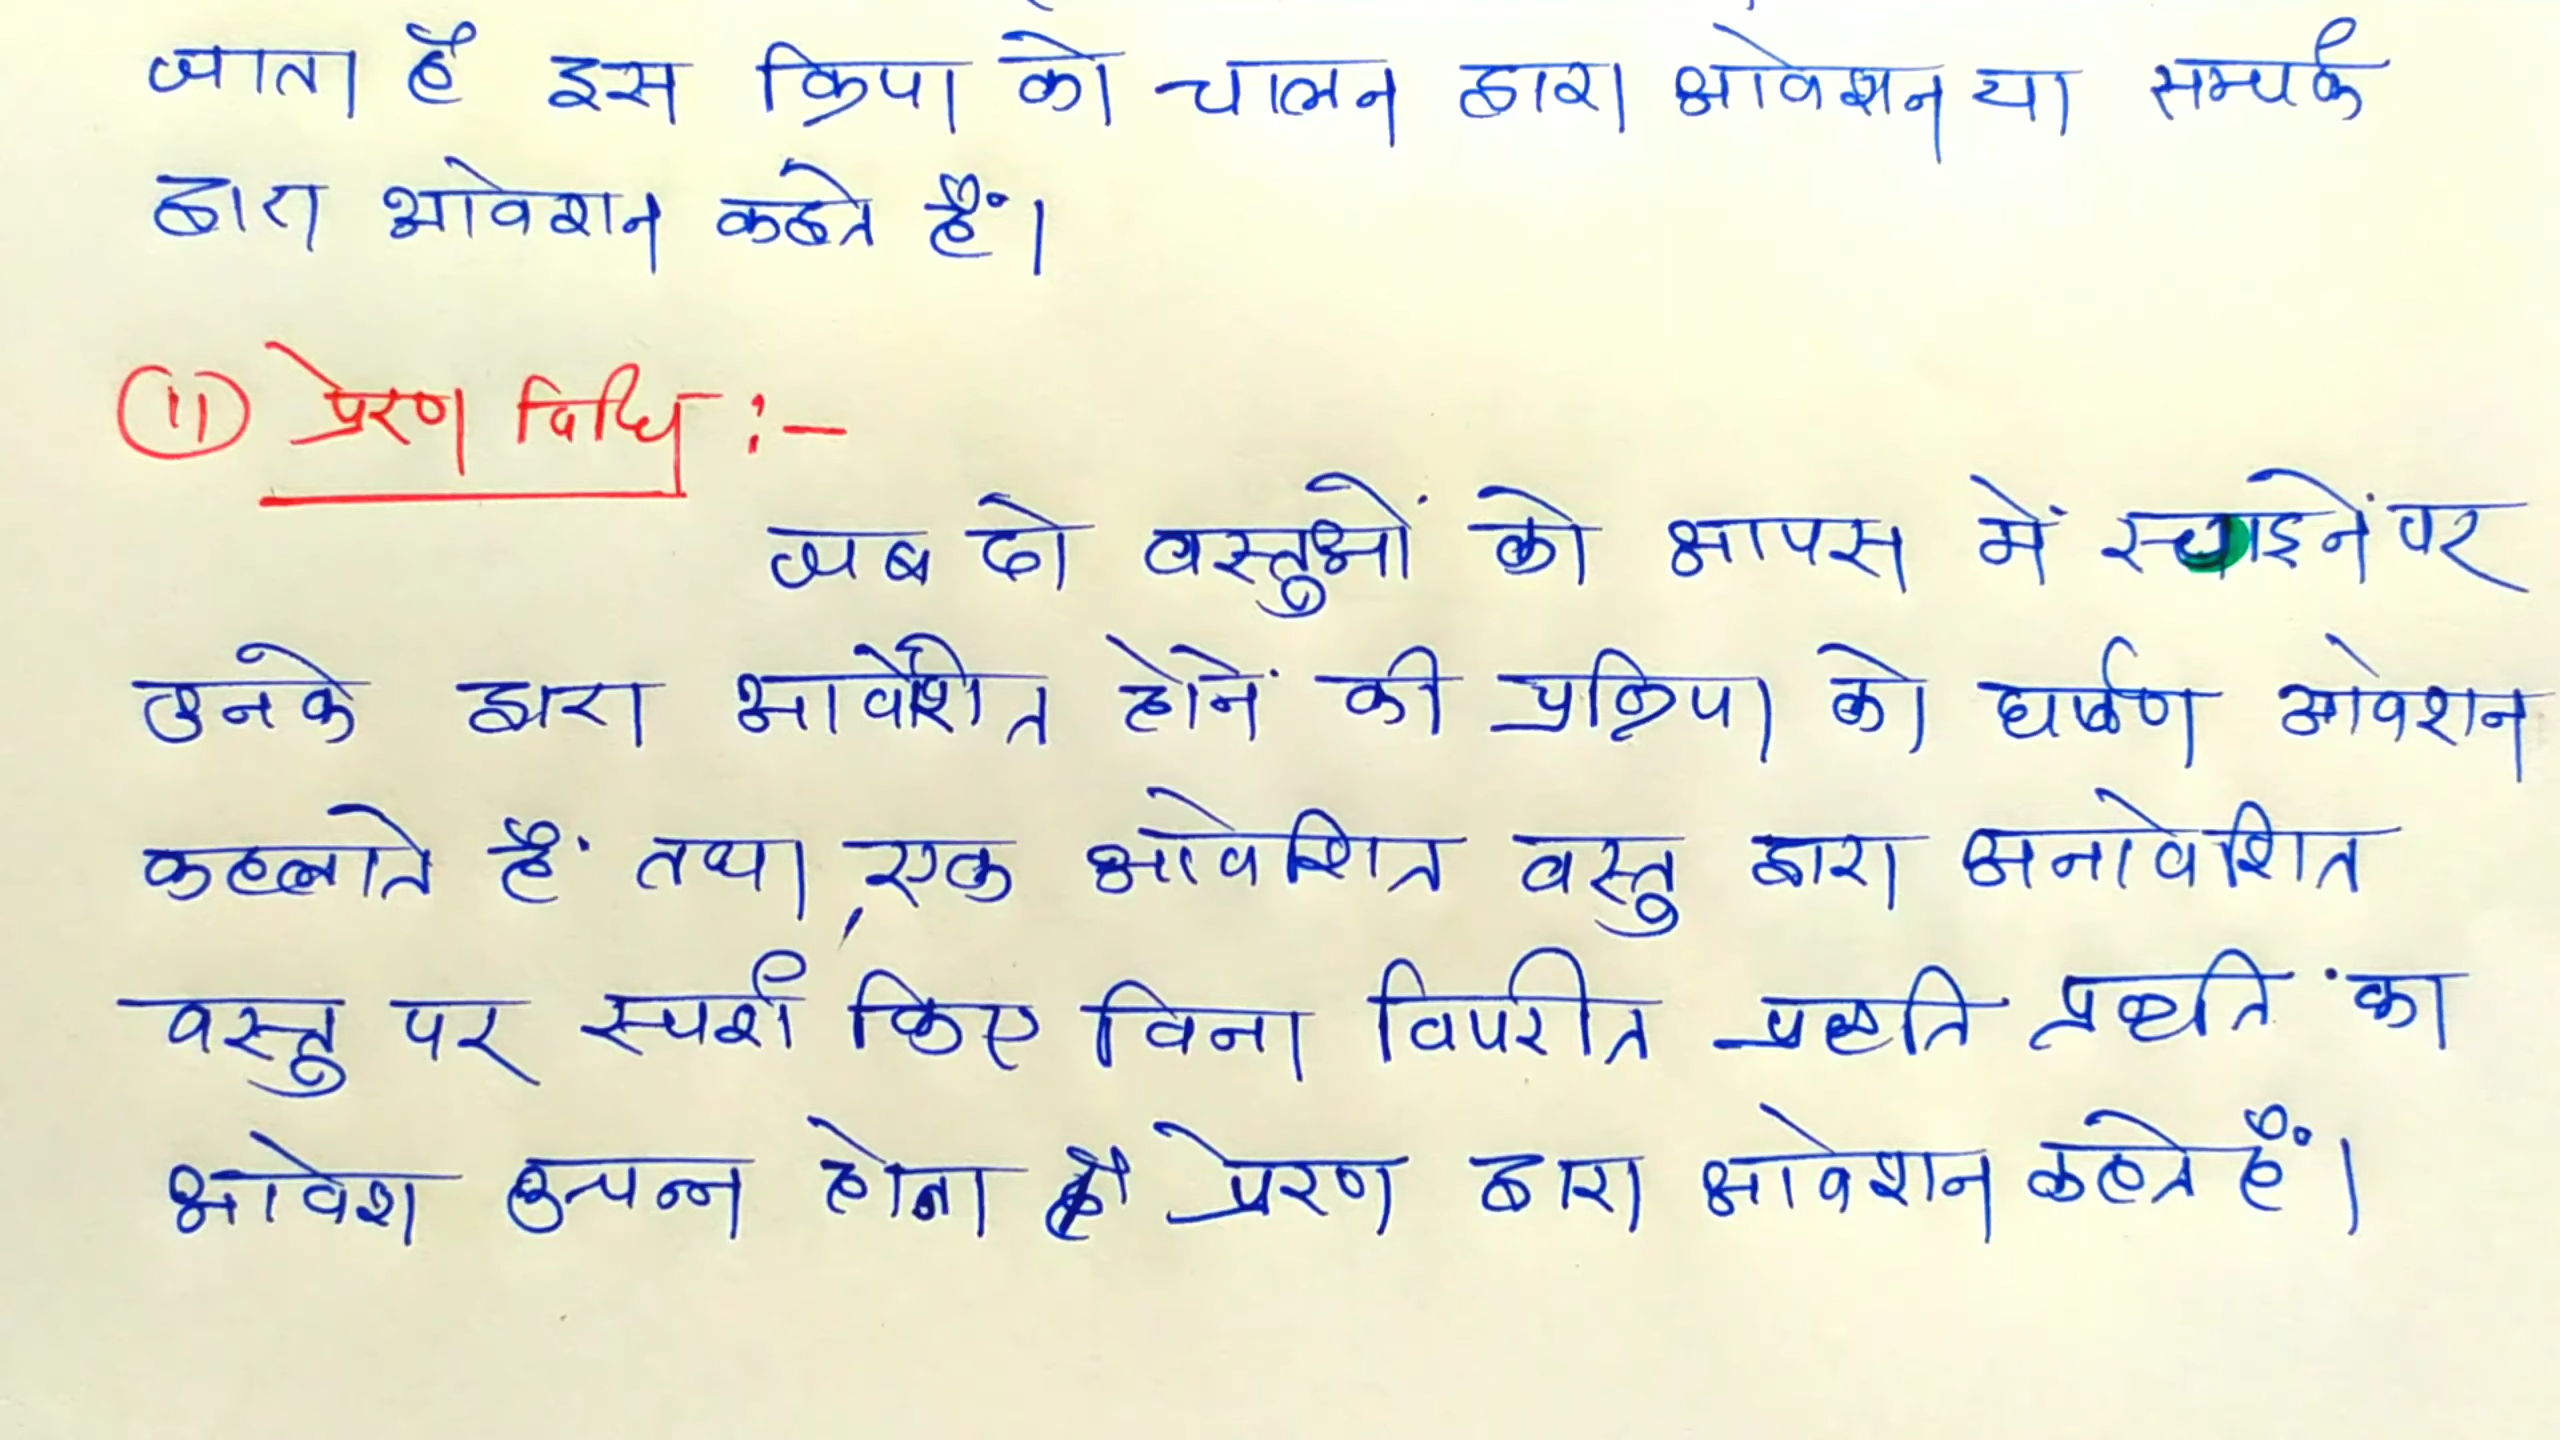 जाता है इस क्रिया को चालन द्वारा आवेशन या सम्पर्क
द्वारा आवेशन कहते हैं।
(11) प्रेरण विधि :-
जब दो वस्तुओं को आपस में पर
उनके द्वारा आवेशित होनें की प्रक्रिया को घर्षण आवेशन
कहलाते हैं तथा, एक आवेशित वस्तु द्वारा अनावेशित
वस्तु पर स्पर्श किए विना विपरीत प्रकृति प्रकृति का
आवेश उत्पन्न होना ही प्रेरण द्वारा आवेशन कहते हैं।